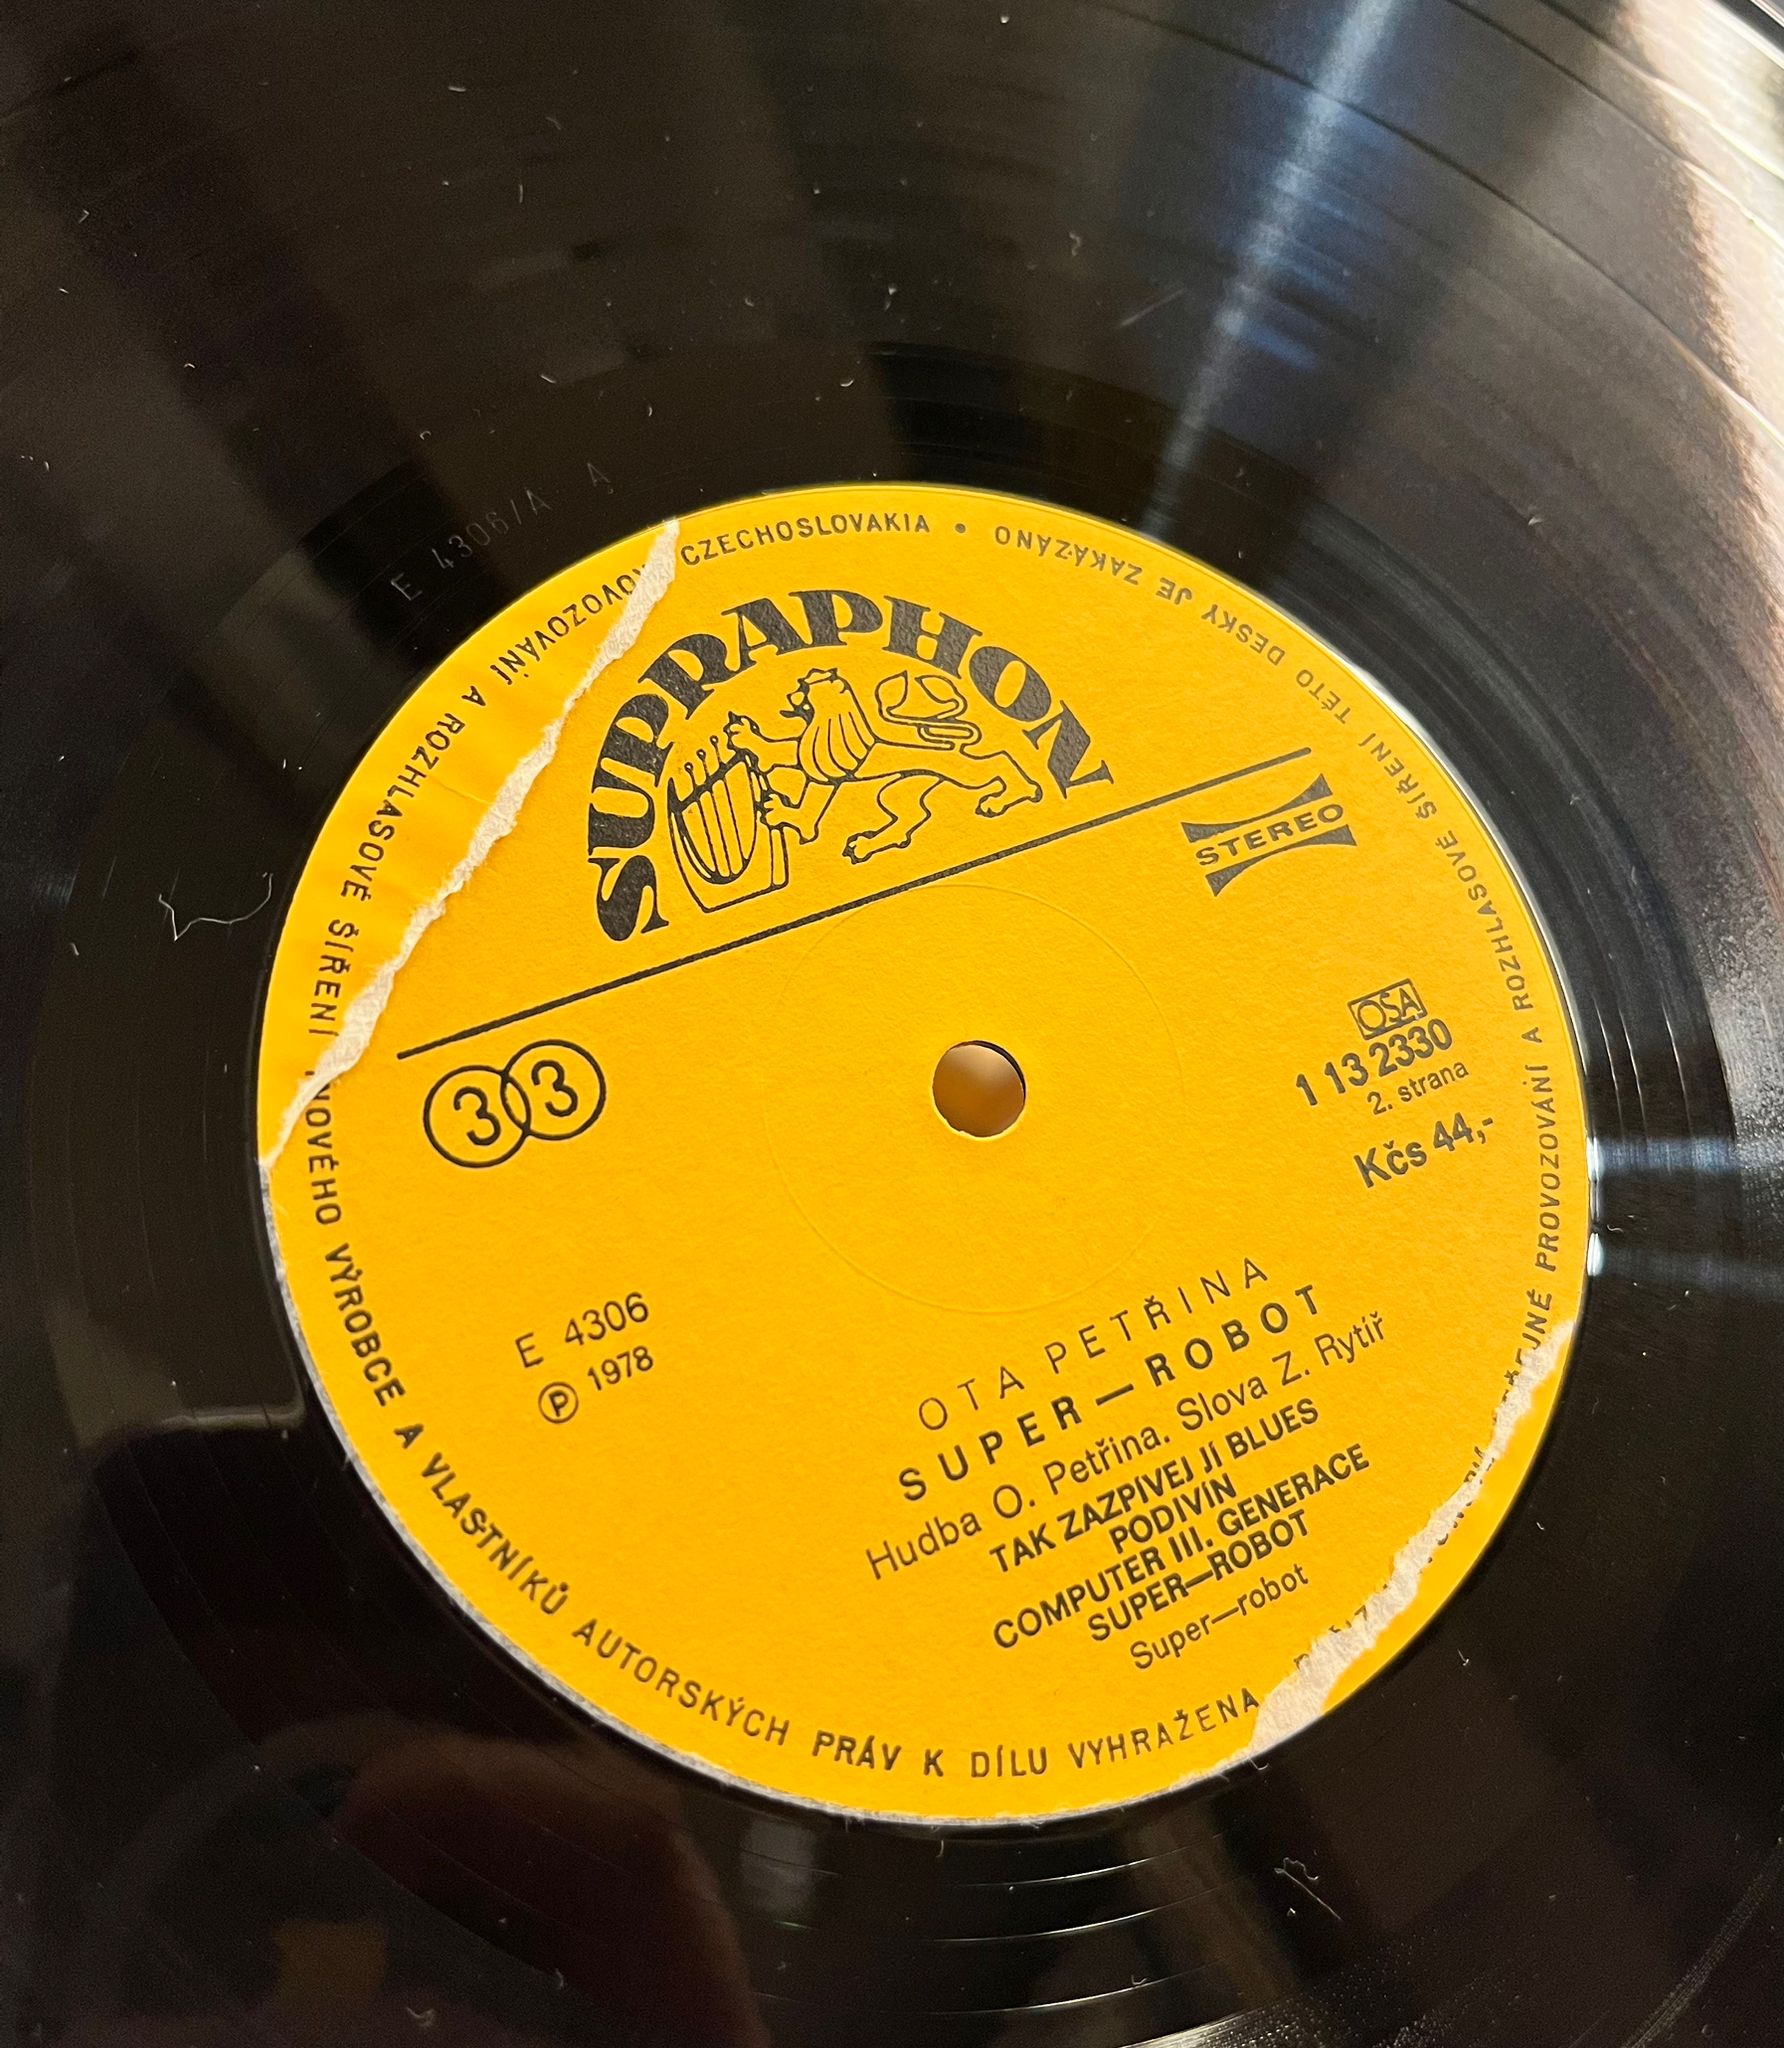 E 4306/A A
CZECHOSLOVAKIA •
SUPRAPHON
STEREO
33
OSA
1 13 2330
2. strana
Kčs 44,-
E 4306
Ⓟ 1978
OTA PETŘINA
SUPER—ROBOT
Hudba O. Petřina. Slova Z. Rytíř
TAK ZAZPÍVEJ JÍ BLUES
PODIVÍN
COMPUTER III. GENERACE
SUPER—ROBOT
Super—robot
VÝROBCE A VLASTNÍKŮ AUTORSKÝCH PRÁV K DÍLU VYHRAŽENA
PROVOZOVÁNÍ A ROZHLASOVÉ ŠÍŘENÍ TÉTO DESKY JE ZAKÁZÁNO
A ROZHLASOVÉ ŠÍŘENÍ